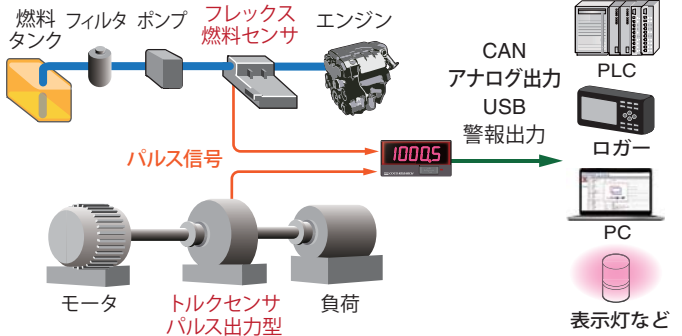 燃料
タンク
フィルタ
ポンプ
フレックス
燃料センサ
エンジン
CAN
アナログ出力
USB
警報出力
PLC
ロガー
パルス信号
1000.5
PC
モータ
トルクセンサ
パルス出力型
負荷
表示灯など